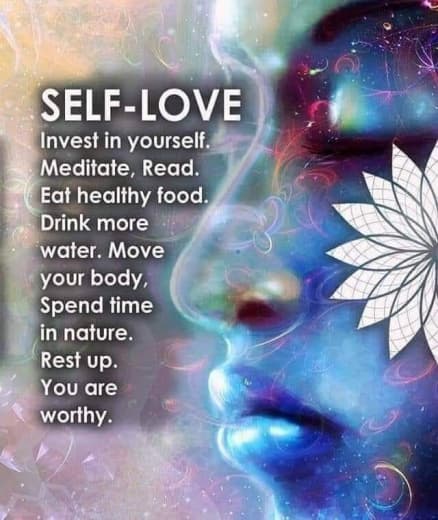 SELF-LOVE
Invest in yourself.
Meditate, Read.
Eat healthy food.
Drink more
water. Move
your body,
Spend time
in nature.
Rest up.
You are
worthy.